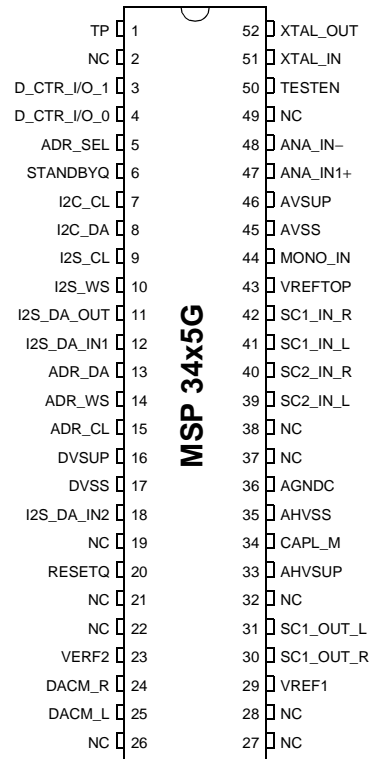 TP 1 52 XTAL_OUT
NC 2 51 XTAL_IN
D_CTR_I/O_1 3 50 TESTEN
D_CTR_I/O_0 4 49 NC
ADR_SEL 5 48 ANA_IN−
STANDBYQ 6 47 ANA_IN1+
I2C_CL 7 46 AVSUP
I2C_DA 8 45 AVSS
I2S_CL 9 44 MONO_IN
I2S_WS 10 43 VREFTOP
I2S_DA_OUT 11 42 SC1_IN_R
I2S_DA_IN1 12 41 SC1_IN_L
ADR_DA 13 40 SC2_IN_R
ADR_WS 14 39 SC2_IN_L
ADR_CL 15 38 NC
DVSUP 16 37 NC
DVSS 17 36 AGNDC
I2S_DA_IN2 18 35 AHVSS
NC 19 34 CAPL_M
RESETQ 20 33 AHVSUP
NC 21 32 NC
NC 22 31 SC1_OUT_L
VERF2 23 30 SC1_OUT_R
DACM_R 24 29 VREF1
DACM_L 25 28 NC
NC 26 27 NC
MSP 34x5G